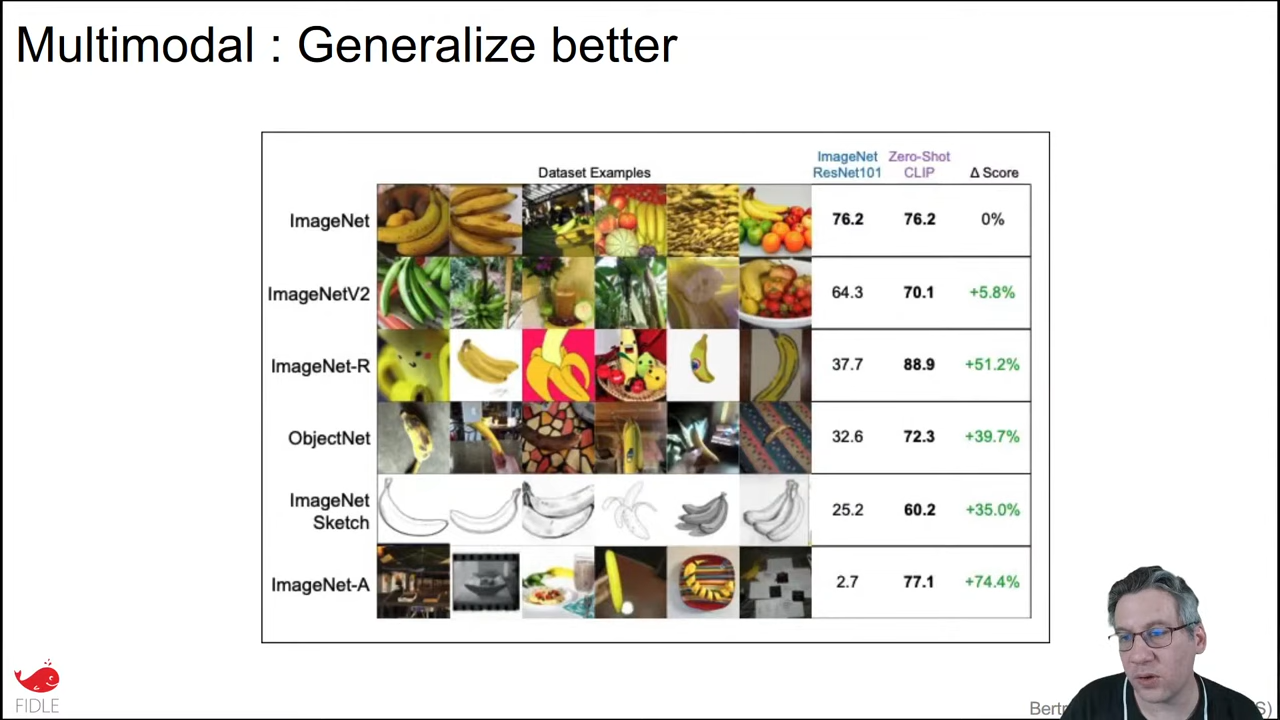 Multimodal : Generalize better
Dataset Examples
ImageNet
ResNet101
Zero-Shot
CLIP
Δ Score
ImageNet 76.2 76.2 0%
ImageNetV2 64.3 70.1 +5.8%
ImageNet-R 37.7 88.9 +51.2%
ObjectNet 32.6 72.3 +39.7%
ImageNet
Sketch 25.2 60.2 +35.0%
ImageNet-A 2.7 77.1 +74.4%
FIDLE